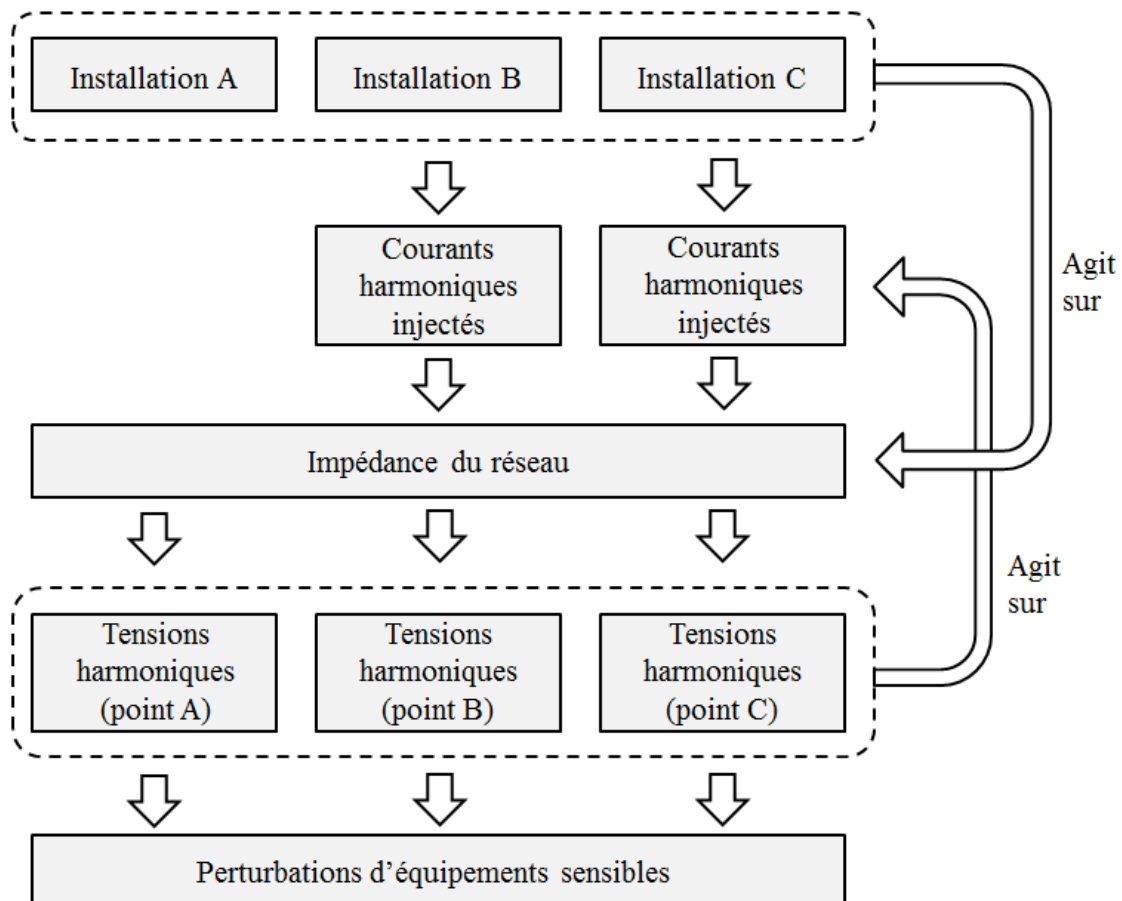 Installation A
Installation B
Installation C
Courants
harmoniques
injectés
Courants
harmoniques
injectés
Agit
sur
Impédance du réseau
Agit
sur
Tensions
harmoniques
(point A)
Tensions
harmoniques
(point B)
Tensions
harmoniques
(point C)
Perturbations d’équipements sensibles